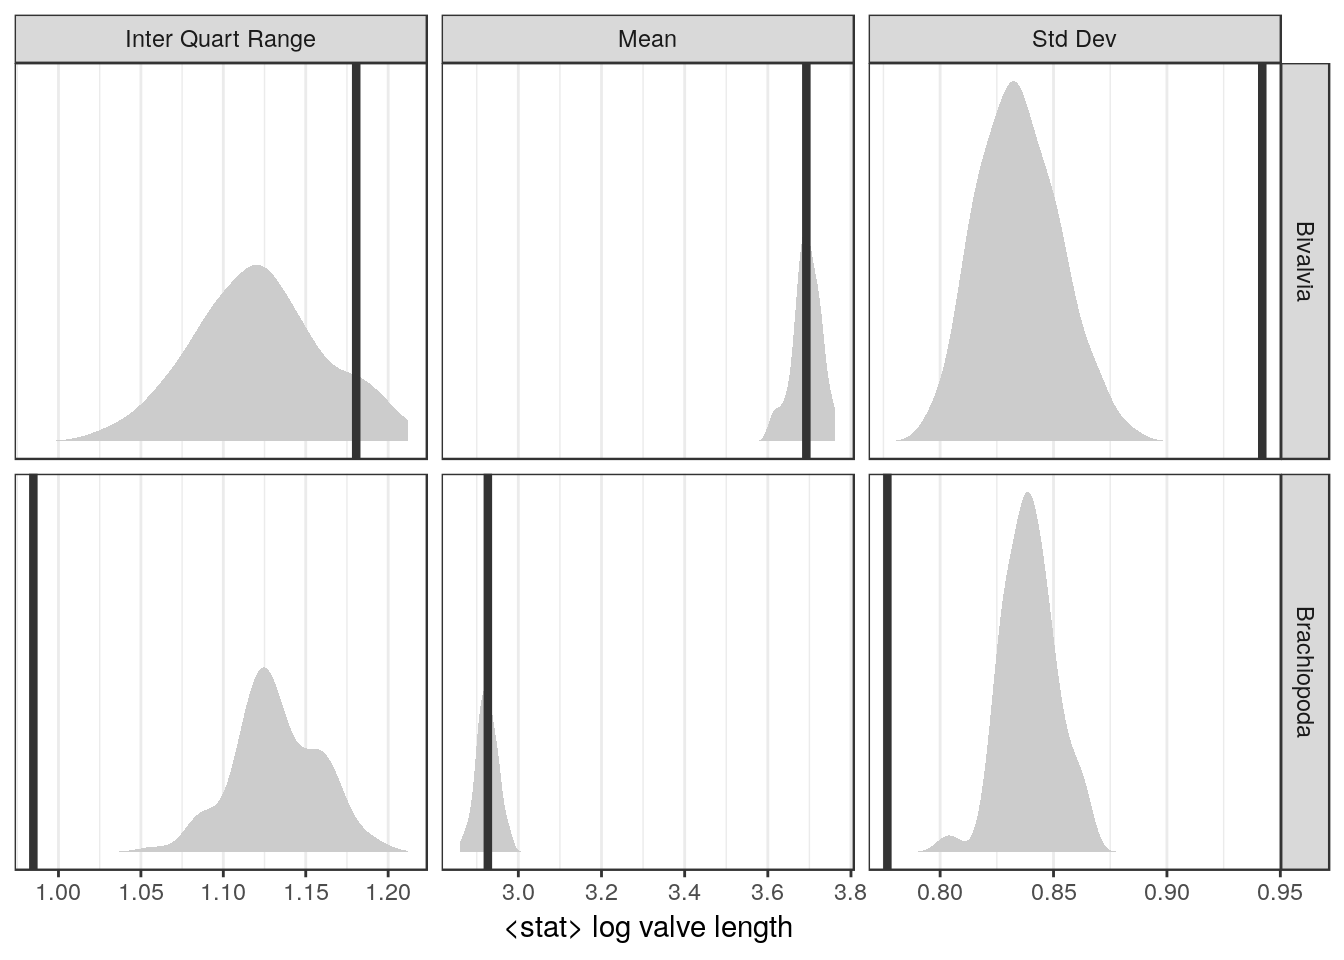 Inter Quart Range
Mean
Std Dev
Bivalvia
Brachiopoda
1.00 1.05 1.10 1.15 1.20
3.0 3.2 3.4 3.6 3.8
0.80 0.85 0.90 0.95
<stat> log valve length